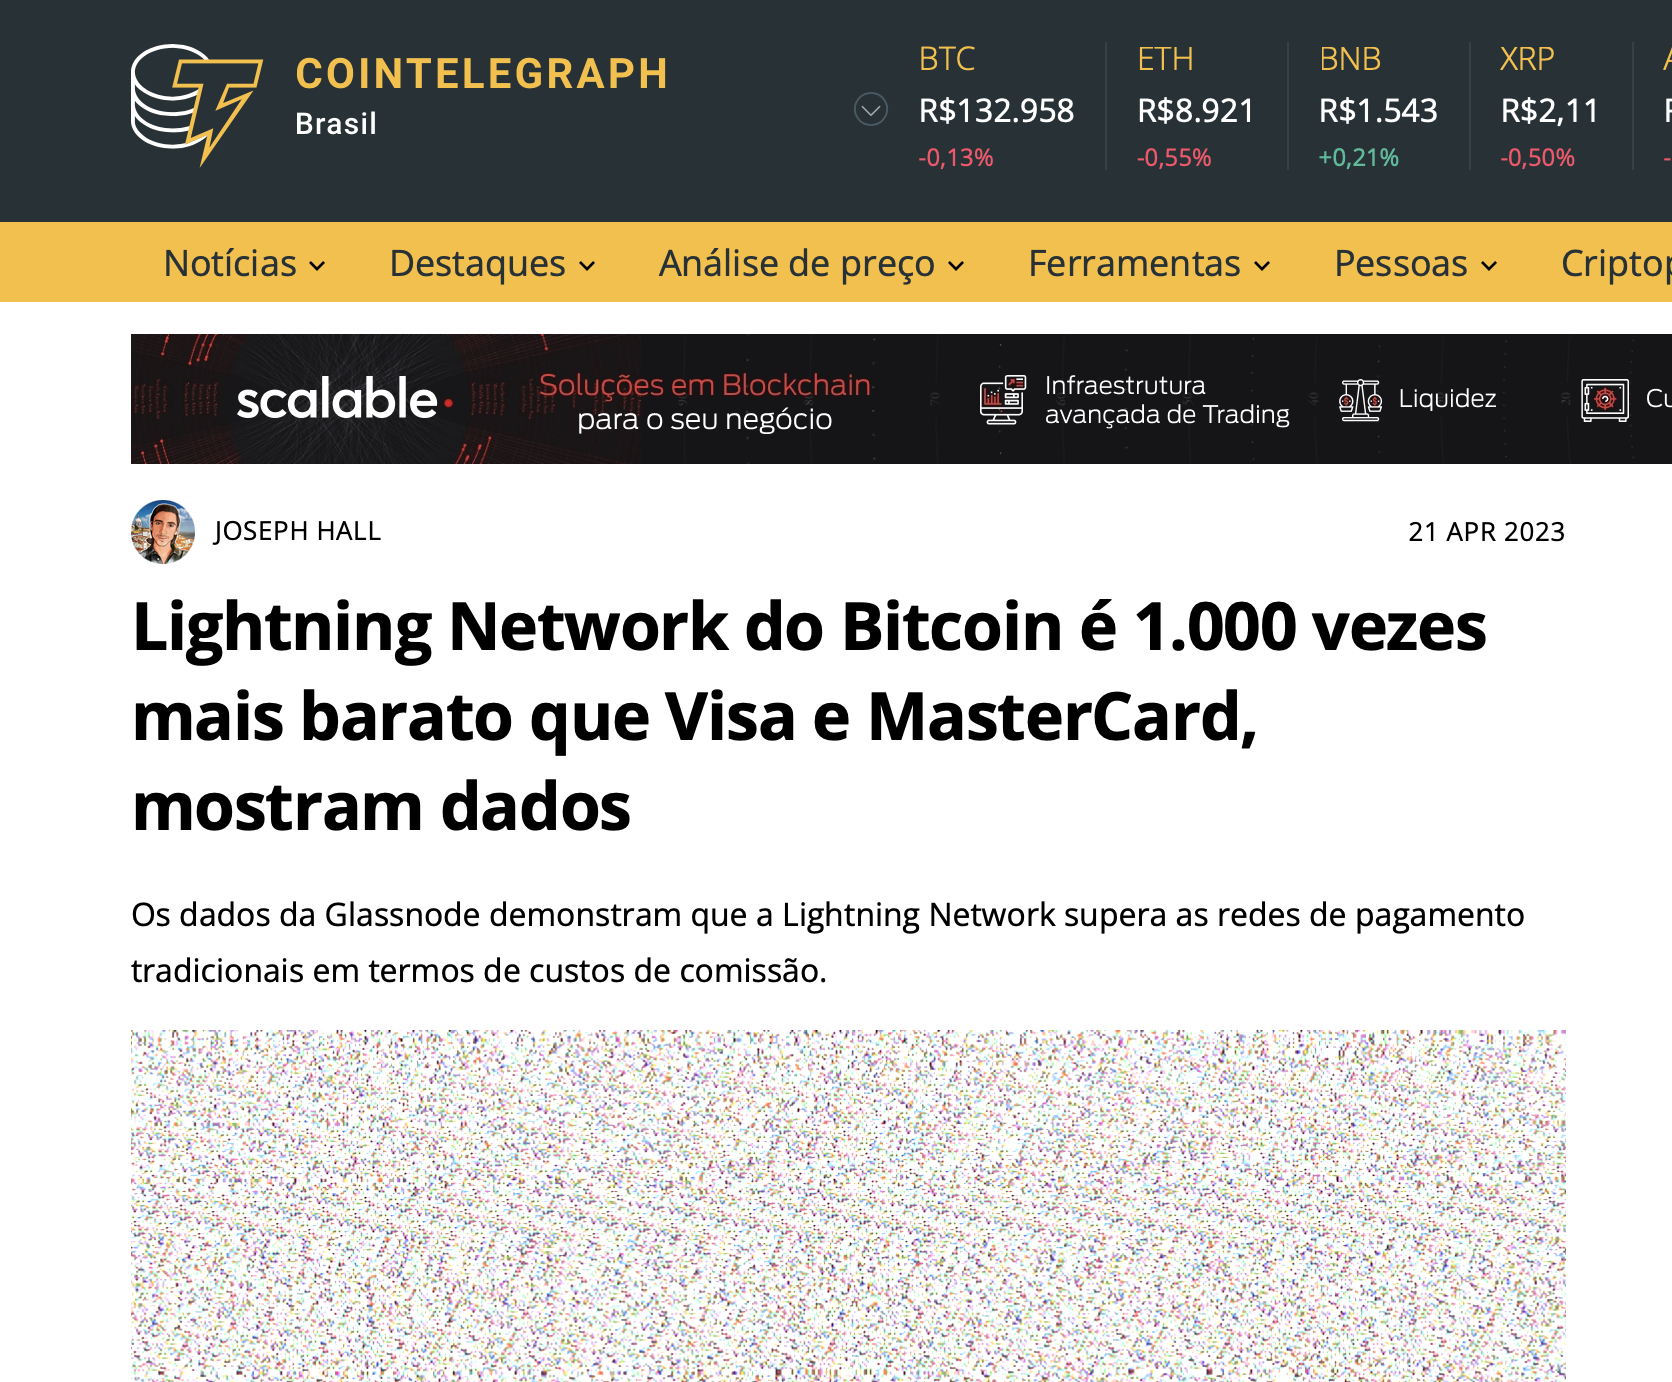 COINTELEGRAPH
Brasil
BTC
R$132.958
-0,13%
ETH
R$8.921
-0,55%
BNB
R$1.543
+0,21%
XRP
R$2,11
-0,50%
Notícias
Destaques
Análise de preço
Ferramentas
Pessoas
scalable
Soluções em Blockchain
para o seu negócio
Infraestrutura
avançada de Trading
Liquidez
JOSEPH HALL
21 APR 2023
Lightning Network do Bitcoin é 1.000 vezes
mais barato que Visa e MasterCard,
mostram dados
Os dados da Glassnode demonstram que a Lightning Network supera as redes de pagamento
tradicionais em termos de custos de comissão.